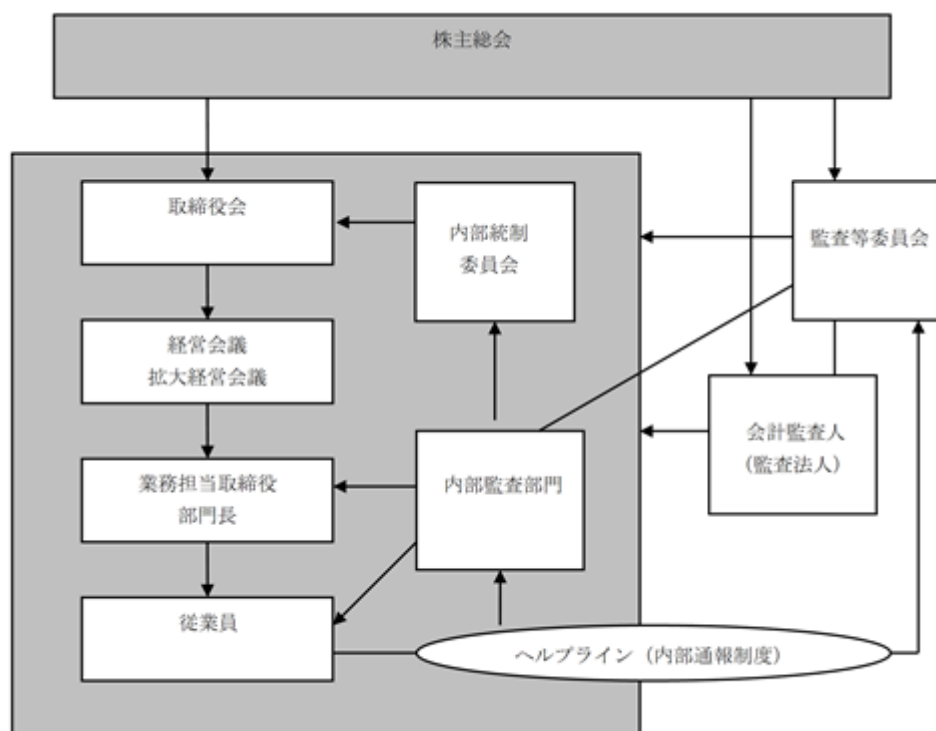 株主総会
取締役会
内部統制
委員会
監査等委員会
経営会議
拡大経営会議
会計監査人
（監査法人）
業務担当取締役
部門長
内部監査部門
従業員
ヘルプライン（内部通報制度）